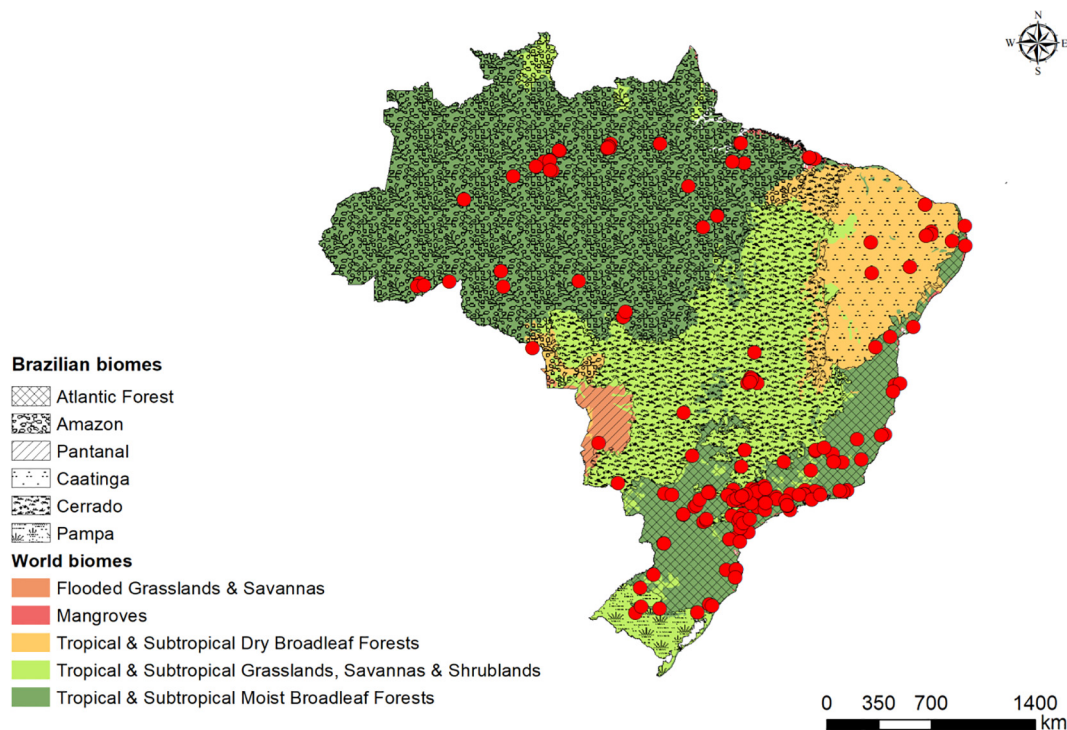 N
W E
S
Brazilian biomes
Atlantic Forest
Amazon
Pantanal
Caatinga
Cerrado
Pampa
World biomes
Flooded Grasslands & Savannas
Mangroves
Tropical & Subtropical Dry Broadleaf Forests
Tropical & Subtropical Grasslands, Savannas & Shrublands
Tropical & Subtropical Moist Broadleaf Forests
0 350 700 1400
km